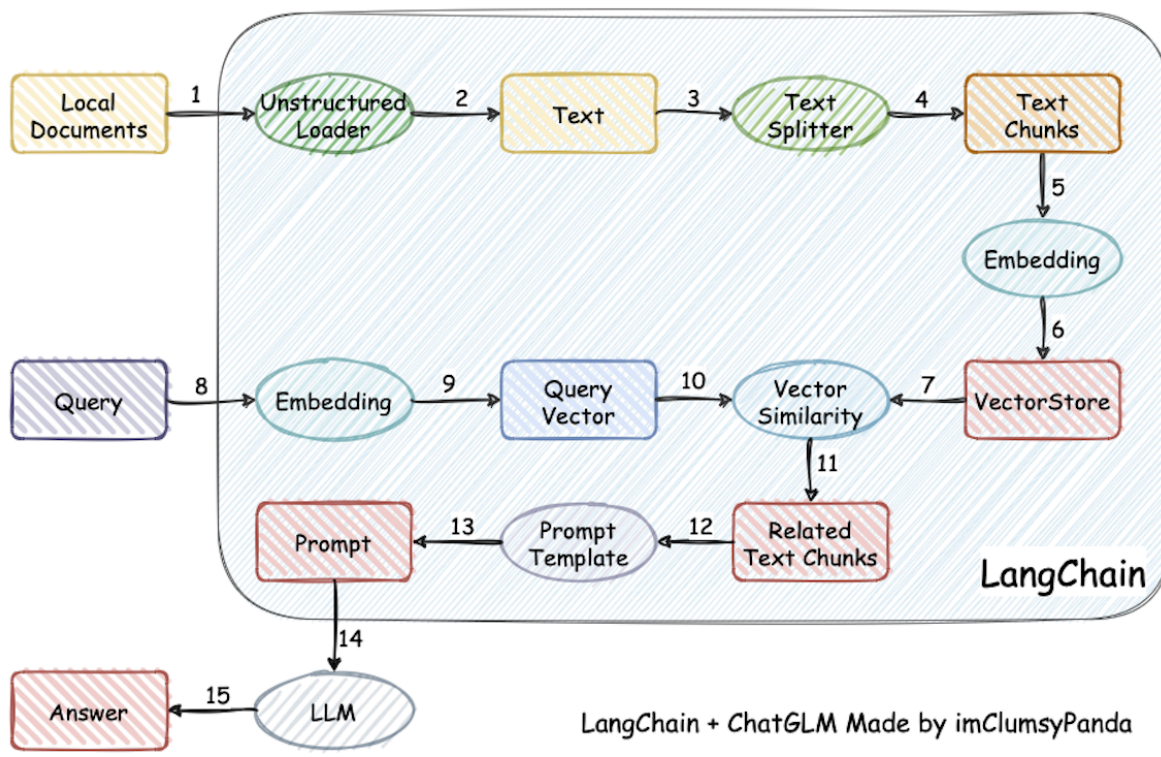 1
2
3
4
Local
Documents
Unstructured
Loader
Text
Text
Splitter
Text
Chunks
5
Embedding
6
8
9
10
7
Query
Embedding
Query
Vector
Vector
Similarity
VectorStore
11
13
12
Prompt
Prompt
Template
Related
Text Chunks
LangChain
14
15
Answer
LLM
LangChain + ChatGLM Made by imClumsyPanda